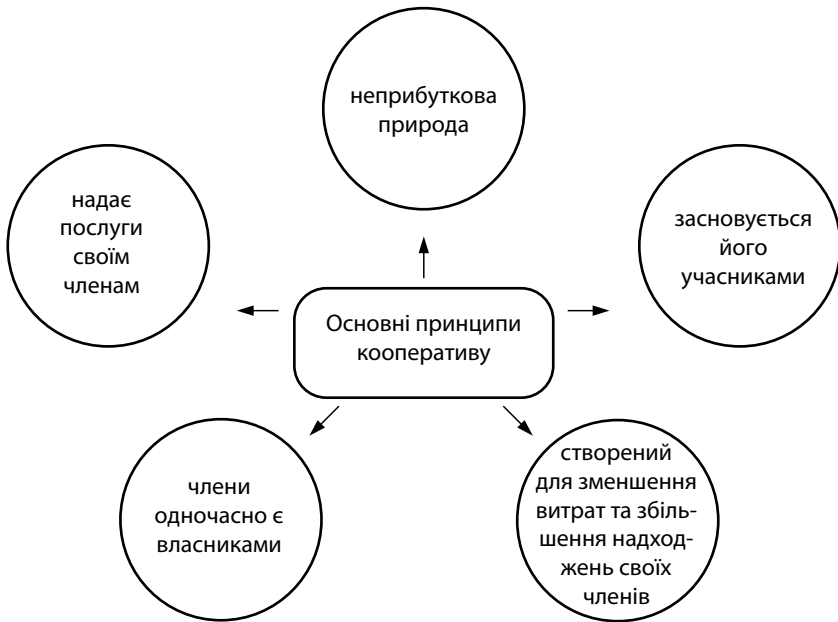 неприбуткова
природа
надає
послуги
своїм
членам
засновується
його
учасниками
Основні принципи
кооперативу
члени
одночасно є
власниками
створений
для зменшення
витрат та збіль-
шення надход-
жень своїх
членів